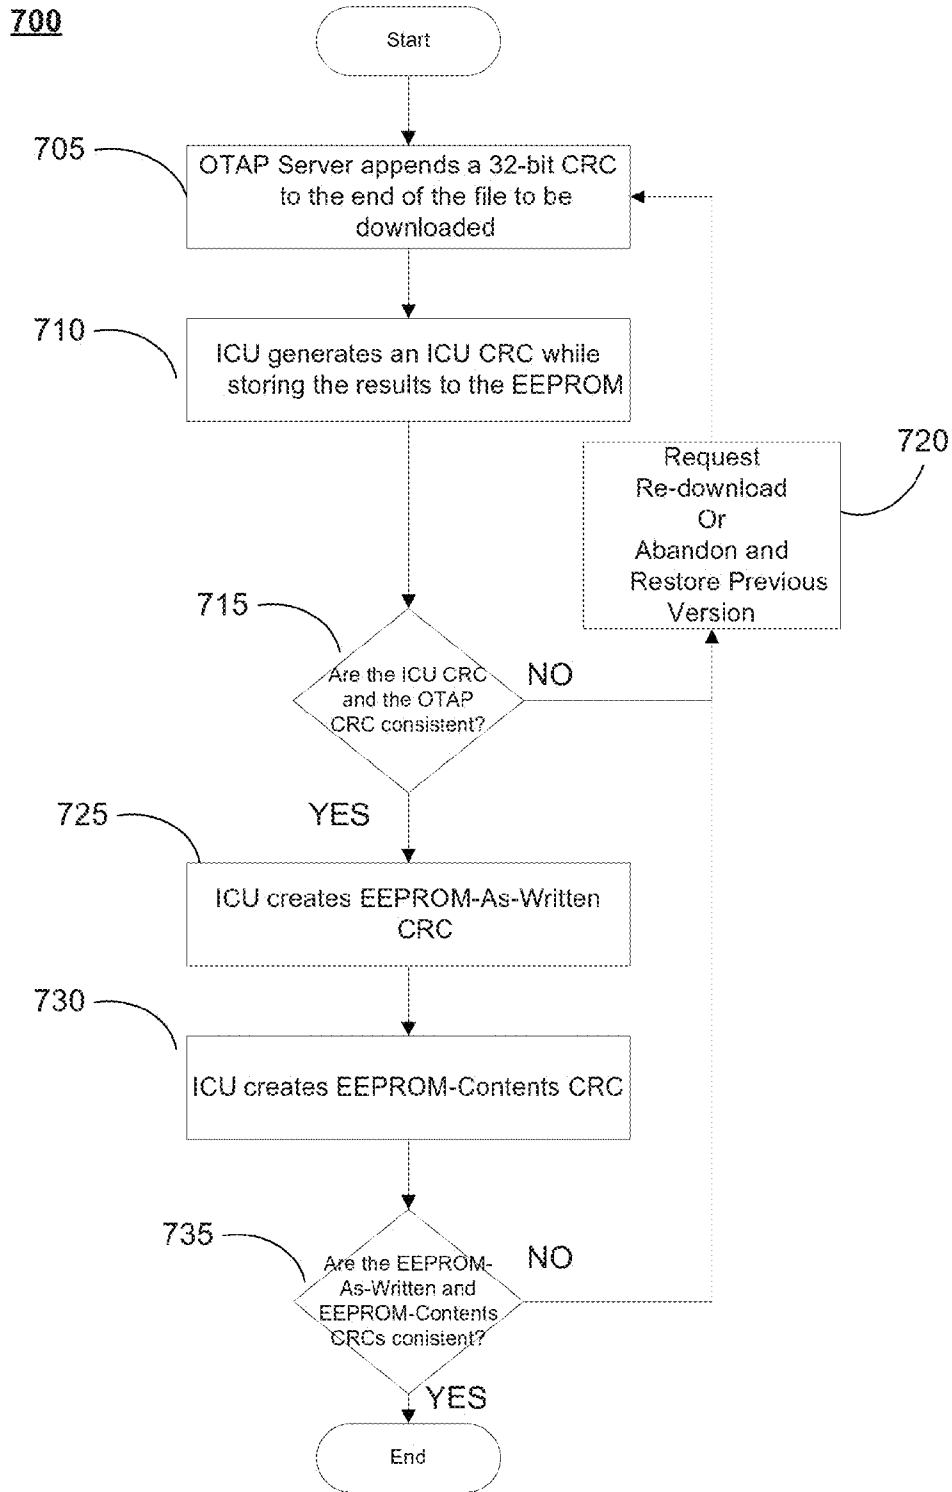 700
Start
705
OTAP Server appends a 32-bit CRC
to the end of the file to be
downloaded
710
ICU generates an ICU CRC while
storing the results to the EEPROM
720
Request
Re-download
Or
Abandon and
Restore Previous
Version
715
Are the ICU CRC
and the OTAP
CRC consistent?
NO
YES
725
ICU creates EEPROM-As-Written
CRC
730
ICU creates EEPROM-Contents CRC
735
Are the EEPROM-
As-Written and
EEPROM-Contents
CRCs conistent?
NO
YES
End